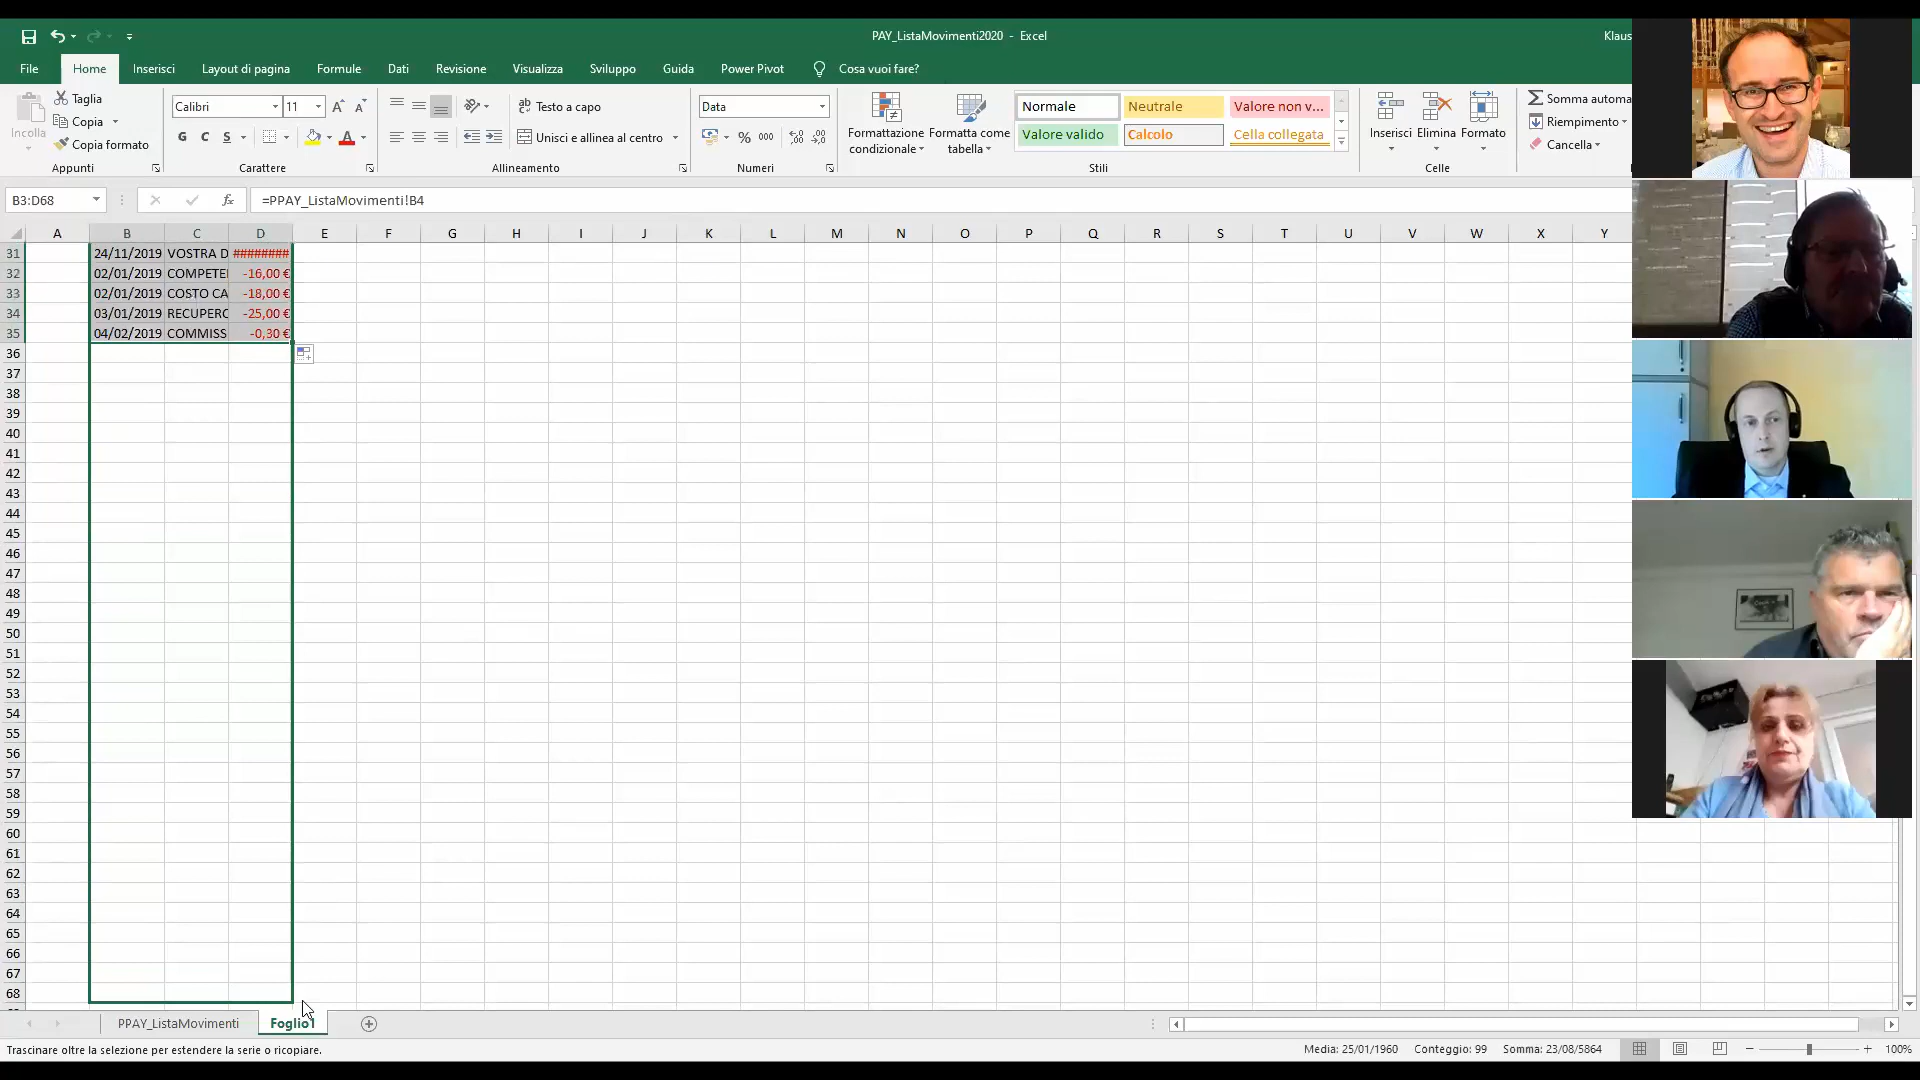 PAY_ListaMovimenti2020 - Excel
Klaus
File Home Inserisci Layout di pagina Formule Dati Revisione Visualizza Sviluppo Guida Power Pivot Cosa vuoi fare?
Incolla
Taglia
Copia
Copia formato
Appunti
Calibri 11
G C S
Carattere
Testo a capo
Unisci e allinea al centro
Allineamento
Data
% 000
Numeri
Formattazione condizionale
Formatta come tabella
Normale Neutrale Valore non v...
Valore valido Calcolo Cella collegata
Stili
Inserisci Elimina Formato
Celle
Somma automa
Riempimento
Cancella
B3:D68 fx =PPAY_ListaMovimenti!B4
A B C D E F G H I J K L M N O P Q R S T U V W X Y
31 24/11/2019 VOSTRA D ########
32 02/01/2019 COMPETE -16,00 €
33 02/01/2019 COSTO CA -18,00 €
34 03/01/2019 RECUPERO -25,00 €
35 04/02/2019 COMMISS -0,30 €
36
37
38
39
40
41
42
43
44
45
46
47
48
49
50
51
52
53
54
55
56
57
58
59
60
61
62
63
64
65
66
67
68
PPAY_ListaMovimenti Foglio1
Trascinare oltre la selezione per estendere la serie o ricopiare. Media: 25/01/1960 Conteggio: 99 Somma: 23/08/5864 100%